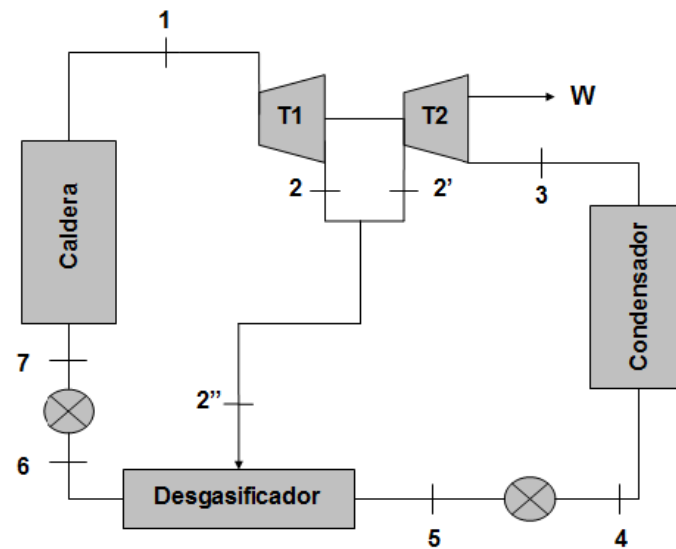 1
T1
T2
W
2
2’
3
Caldera
Condensador
7
2’’
6
Desgasificador
5
4